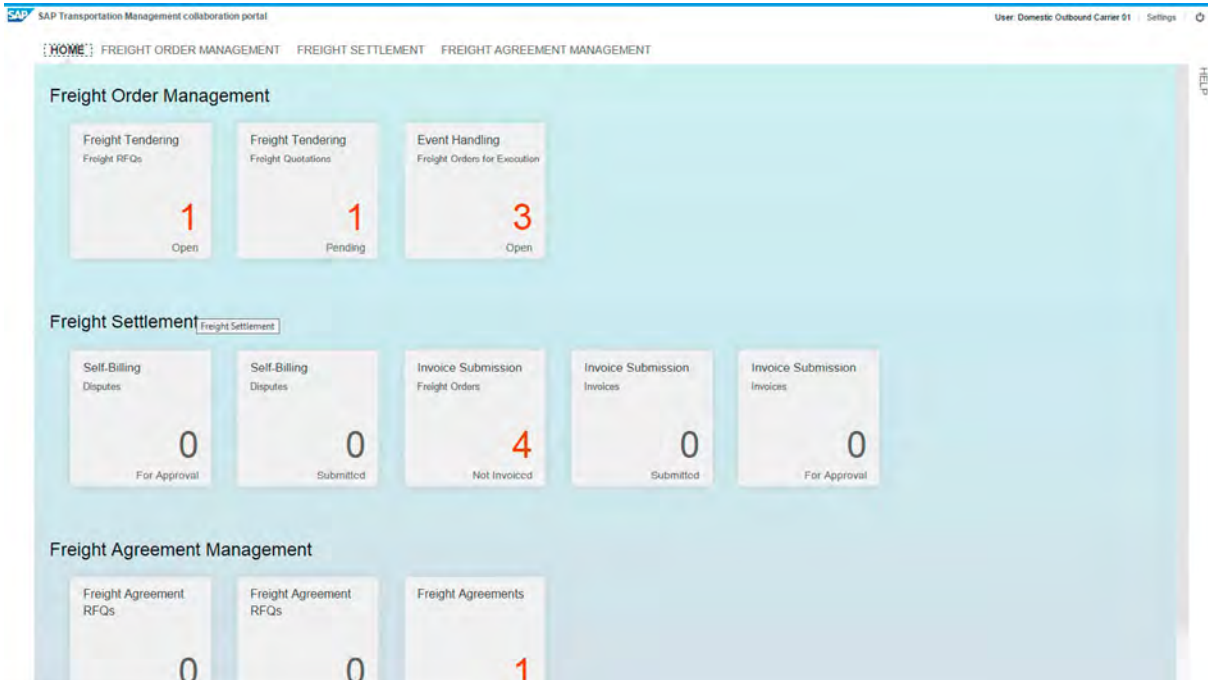 SAP SAP Transportation Management collaboration portal User: Domestic Outbound Carrier 01 Settings
HOME FREIGHT ORDER MANAGEMENT FREIGHT SETTLEMENT FREIGHT AGREEMENT MANAGEMENT
HELP
Freight Order Management
Freight Tendering
Freight RFQs
1
Open
Freight Tendering
Freight Quotations
1
Pending
Event Handling
Freight Orders for Execution
3
Open
Freight Settlement
Freight Settlement
Self-Billing
Disputes
0
For Approval
Self-Billing
Disputes
0
Submitted
Invoice Submission
Freight Orders
4
Not Invoiced
Invoice Submission
Invoices
0
Submitted
Invoice Submission
Invoices
0
For Approval
Freight Agreement Management
Freight Agreement
RFQs
0
Freight Agreement
RFQs
0
Freight Agreements
1